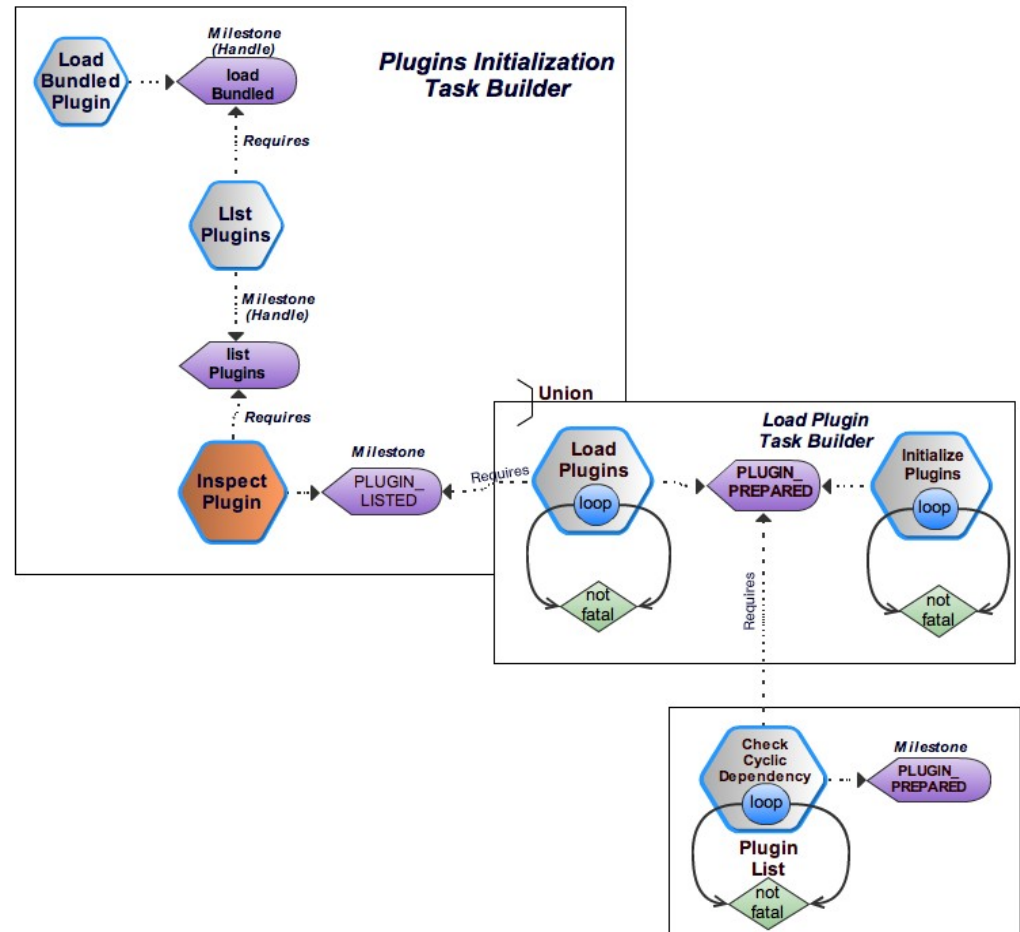 Milestone
(Handle)
Load
Bundled
Plugin
load
Bundled
Plugins Initialization
Task Builder
Requires
LIst
Plugins
Milestone
(Handle)
list
Plugins
Requires
Union
Inspect
Plugin
Milestone
PLUGIN_
LISTED
Requires
Load
Plugins
loop
not
fatal
Load Plugin
Task Builder
PLUGIN_
PREPARED
Initialize
Plugins
loop
not
fatal
Requires
Check
Cyclic
Dependency
loop
Plugin
List
not
fatal
Milestone
PLUGIN_
PREPARED